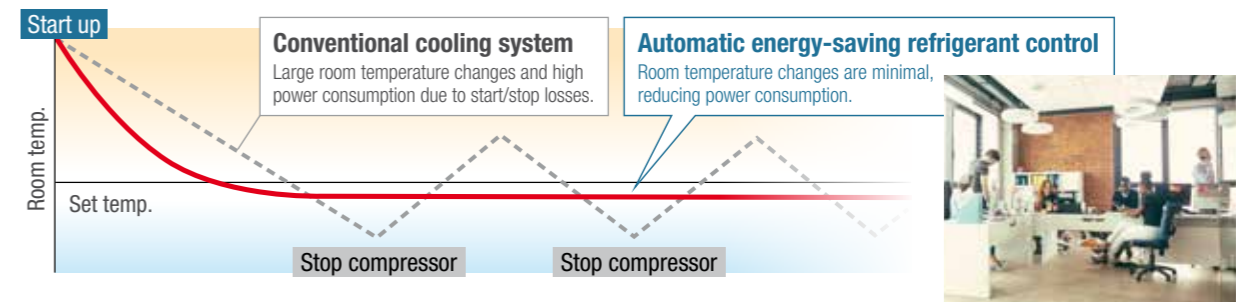 Start up
Conventional cooling system
Large room temperature changes and high
power consumption due to start/stop losses.
Automatic energy-saving refrigerant control
Room temperature changes are minimal,
reducing power consumption.
Room temp.
Set temp.
Stop compressor
Stop compressor